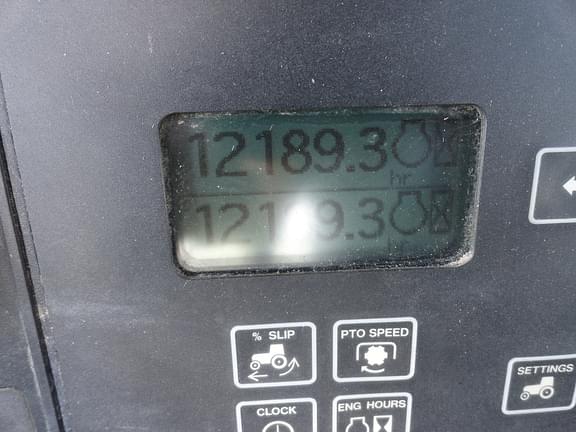 12189.3
hr
% SLIP
PTO SPEED
SETTINGS
CLOCK
ENG HOURS